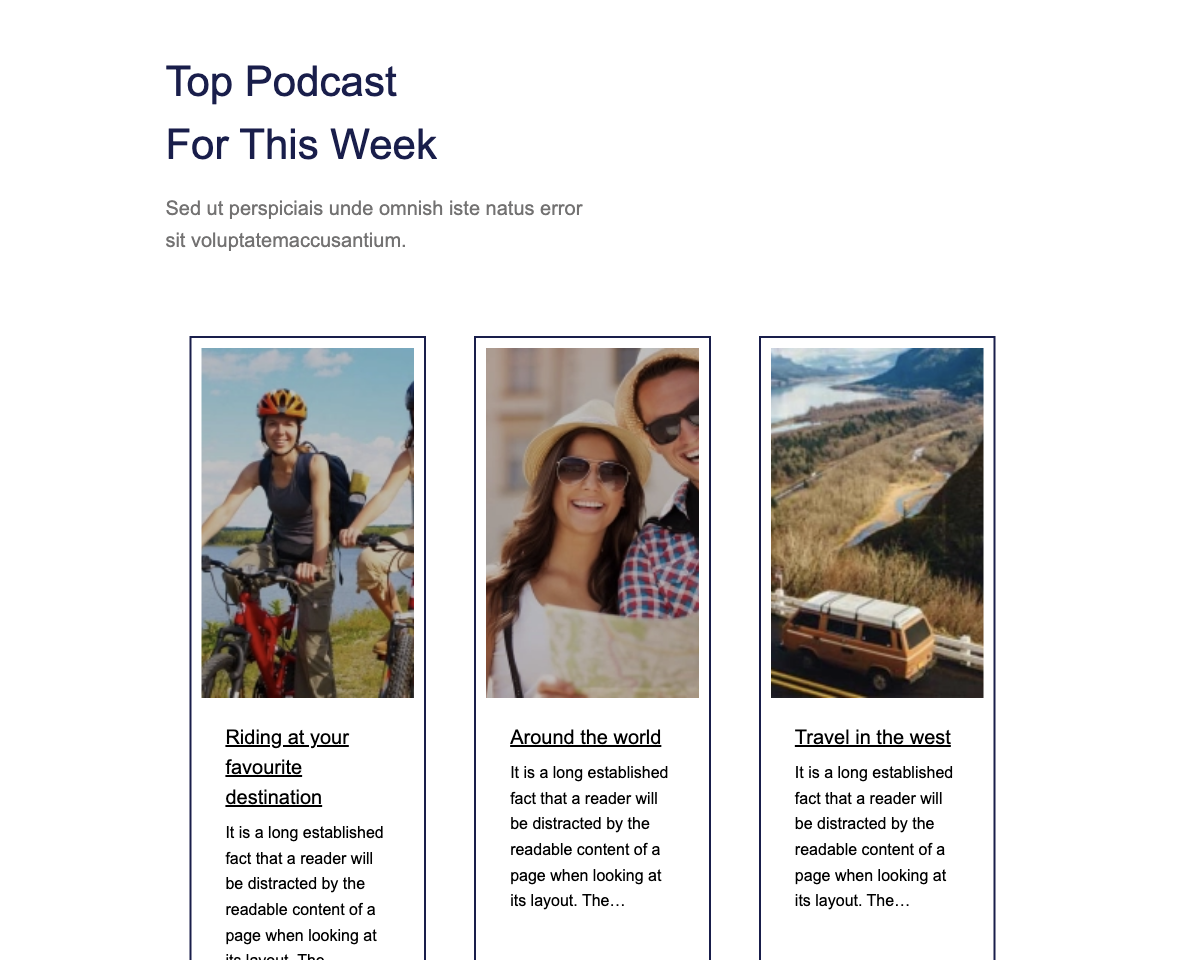 Top Podcast
For This Week
Sed ut perspiciais unde omnish iste natus error
sit voluptatemaccusantium.
Riding at your
favourite
destination
It is a long established
fact that a reader will
be distracted by the
readable content of a
page when looking at
its layout. The
Around the world
It is a long established
fact that a reader will
be distracted by the
readable content of a
page when looking at
its layout. The…
Travel in the west
It is a long established
fact that a reader will
be distracted by the
readable content of a
page when looking at
its layout. The…